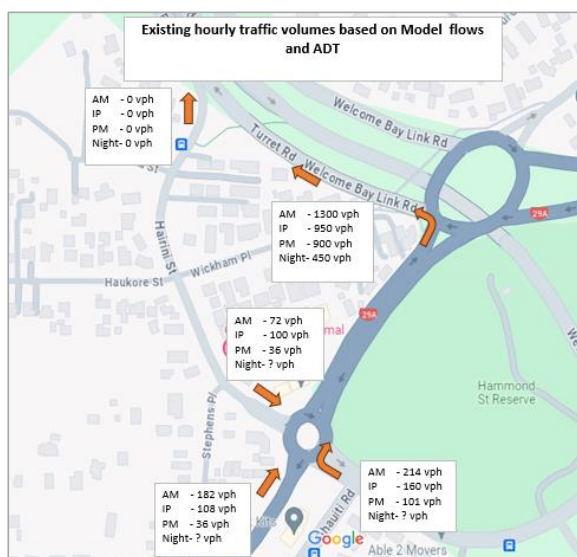 Existing hourly traffic volumes based on Model flows
and ADT
AM - 0 vph
IP - 0 vph
PM - 0 vph
Night- 0 vph
Welcome Bay Link Rd
Turret Rd
Welcome Bay Link Rd
29A
AM - 1300 vph
IP - 950 vph
PM - 900 vph
Night- 450 vph
Hairini St
Wickham Pl
Haukore St
29A
AM - 72 vph
IP - 100 vph
PM - 36 vph
Night- ? vph
Hammond
St Reserve
Stephens Pl
AM - 182 vph
IP - 108 vph
PM - 36 vph
Night- ? vph
AM - 214 vph
IP - 160 vph
PM - 101 vph
Night- ? vph
Google
Able 2 Movers